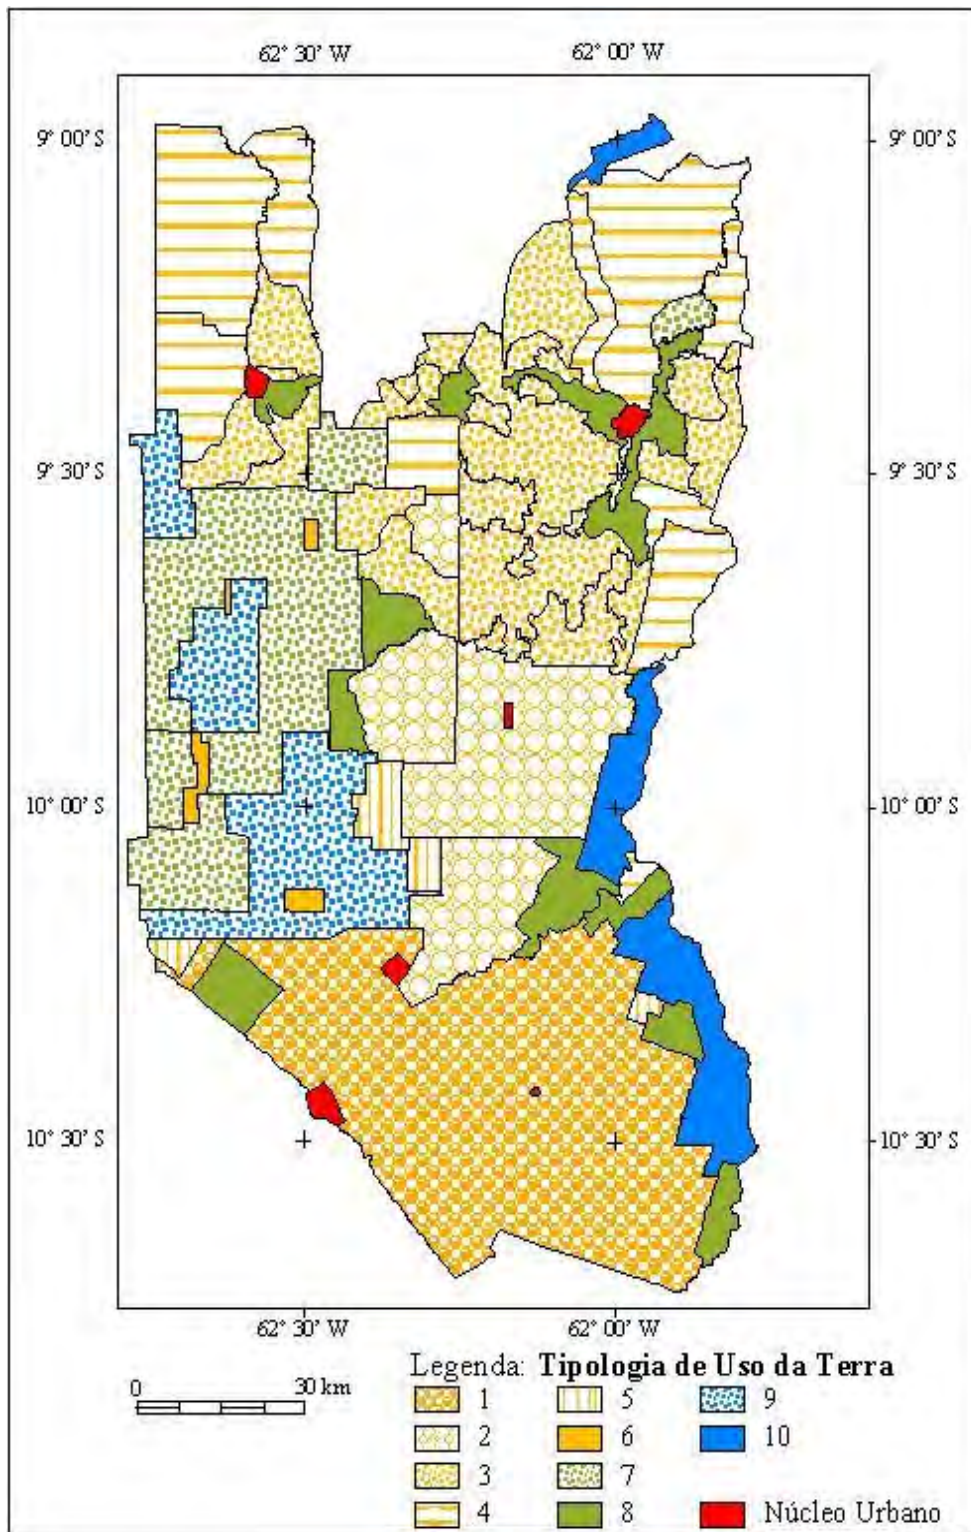 62° 30' W 62° 00' W
9° 00' S 9° 00' S
9° 30' S 9° 30' S
10° 00' S 10° 00' S
10° 30' S 10° 30' S
62° 30' W 62° 00' W
Legenda: Tipologia de Uso da Terra
0 30 km
1 5 9
2 6 10
3 7
4 8 Núcleo Urbano